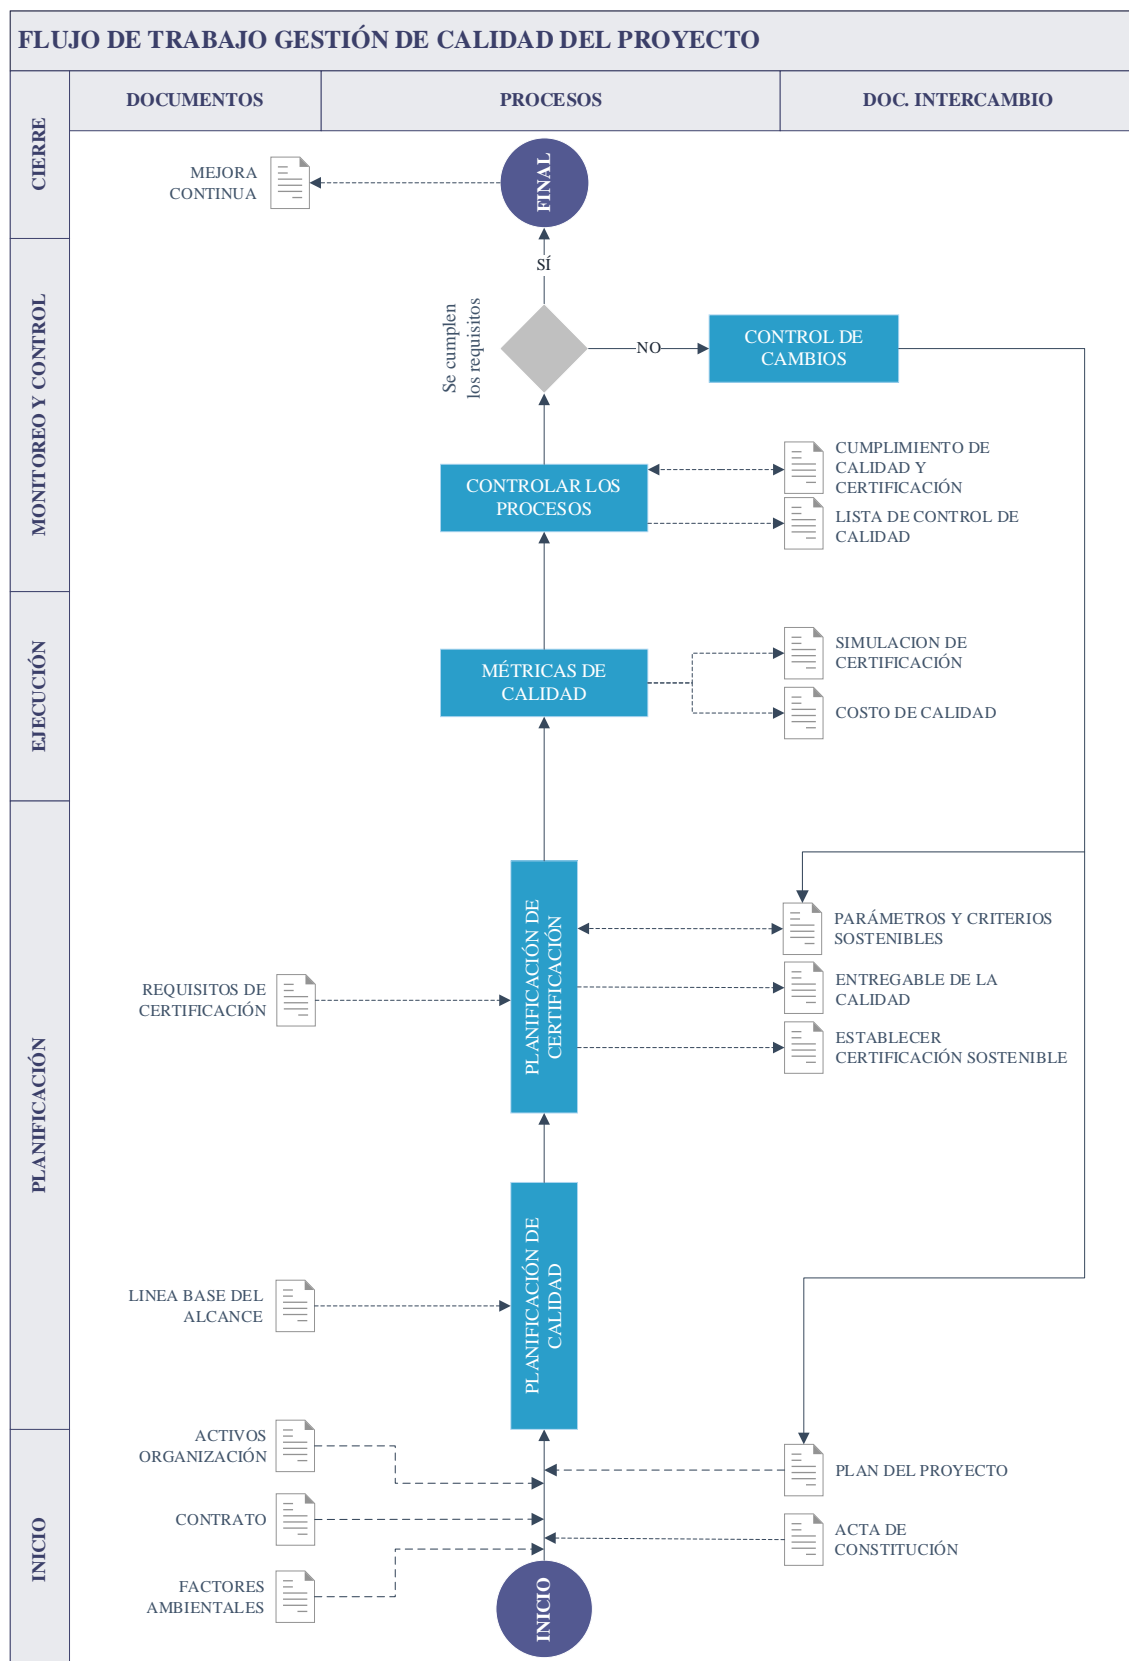 FLUJO DE TRABAJO GESTIÓN DE CALIDAD DEL PROYECTO
DOCUMENTOS
PROCESOS
DOC. INTERCAMBIO
CIERRE
MEJORA
CONTINUA
FINAL
SÍ
MONITOREO Y CONTROL
Se cumplen
los requisitos
NO
CONTROL DE
CAMBIOS
CONTROLAR LOS
PROCESOS
CUMPLIMIENTO DE
CALIDAD Y
CERTIFICACIÓN
LISTA DE CONTROL DE
CALIDAD
EJECUCIÓN
MÉTRICAS DE
CALIDAD
SIMULACION DE
CERTIFICACIÓN
COSTO DE CALIDAD
PLANIFICACIÓN
REQUISITOS DE
CERTIFICACIÓN
PLANIFICACIÓN DE
CERTIFICACIÓN
PARÁMETROS Y CRITERIOS
SOSTENIBLES
ENTREGABLE DE LA
CALIDAD
ESTABLECER
CERTIFICACIÓN SOSTENIBLE
LINEA BASE DEL
ALCANCE
PLANIFICACIÓN DE
CALIDAD
INICIO
ACTIVOS
ORGANIZACIÓN
CONTRATO
FACTORES
AMBIENTALES
INICIO
PLAN DEL PROYECTO
ACTA DE
CONSTITUCIÓN